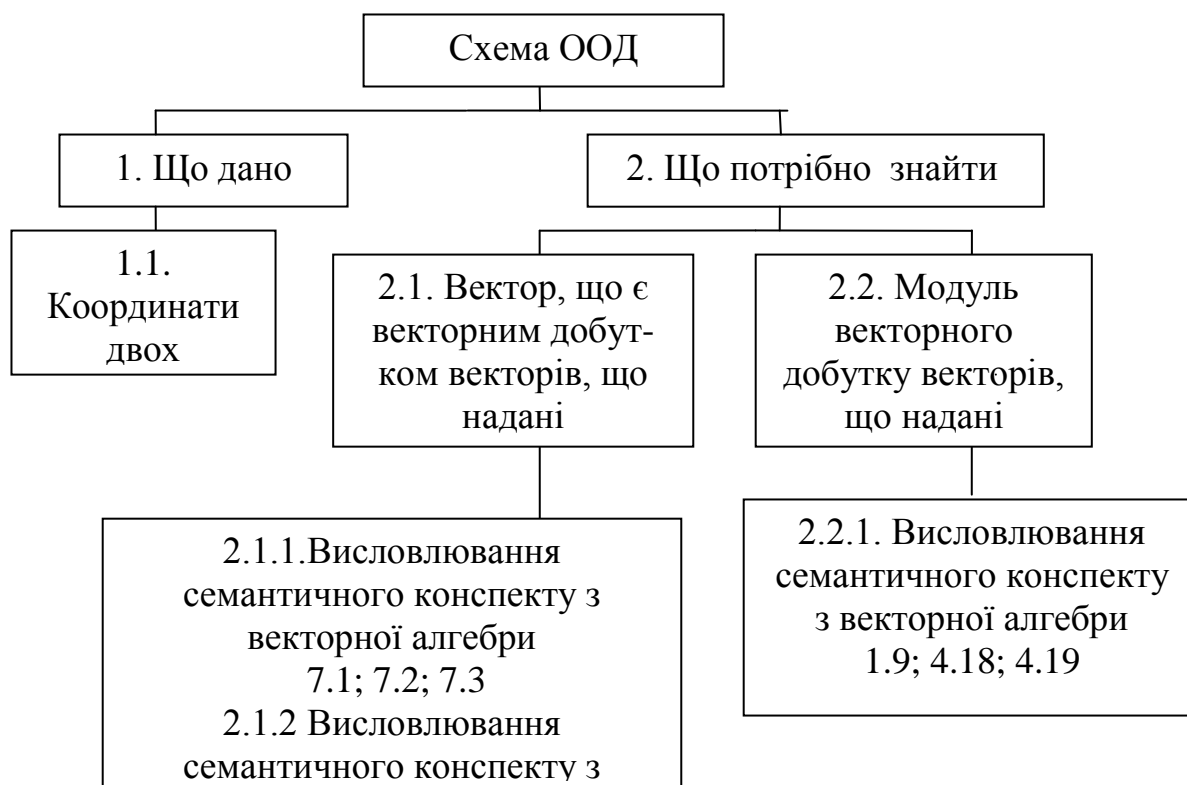 Схема ООД
1. Що дано
2. Що потрібно знайти
1.1.
Координати
двох
2.1. Вектор, що є
векторним добут-
ком векторів, що
надані
2.2. Модуль
векторного
добутку векторів,
що надані
2.1.1.Висловлювання
семантичного конспекту з
векторної алгебри
7.1; 7.2; 7.3
2.1.2 Висловлювання
семантичного конспекту з
2.2.1. Висловлювання
семантичного конспекту
з векторної алгебри
1.9; 4.18; 4.19